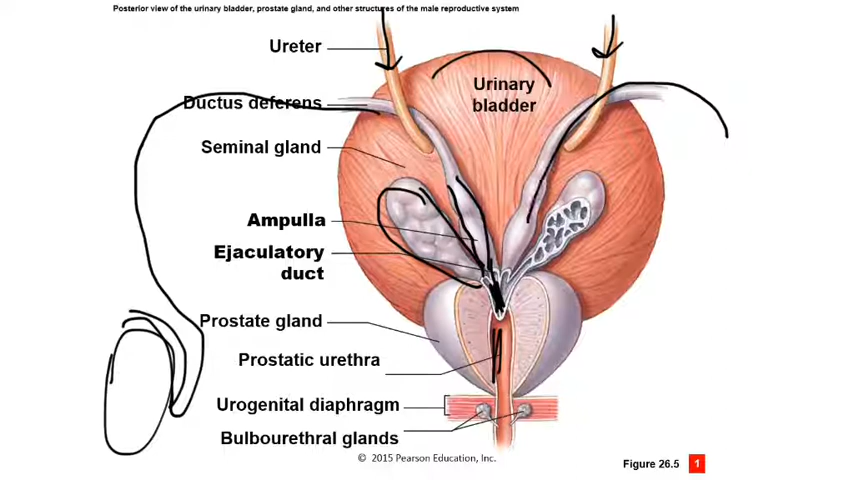 Posterior view of the urinary bladder, prostate gland, and other structures of the male reproductive system
Ureter
Urinary
bladder
Ductus deferens
Seminal gland
Ampulla
Ejaculatory
duct
Prostate gland
Prostatic urethra
Urogenital diaphragm
Bulbourethral glands
© 2015 Pearson Education, Inc.
Figure 26.5 1